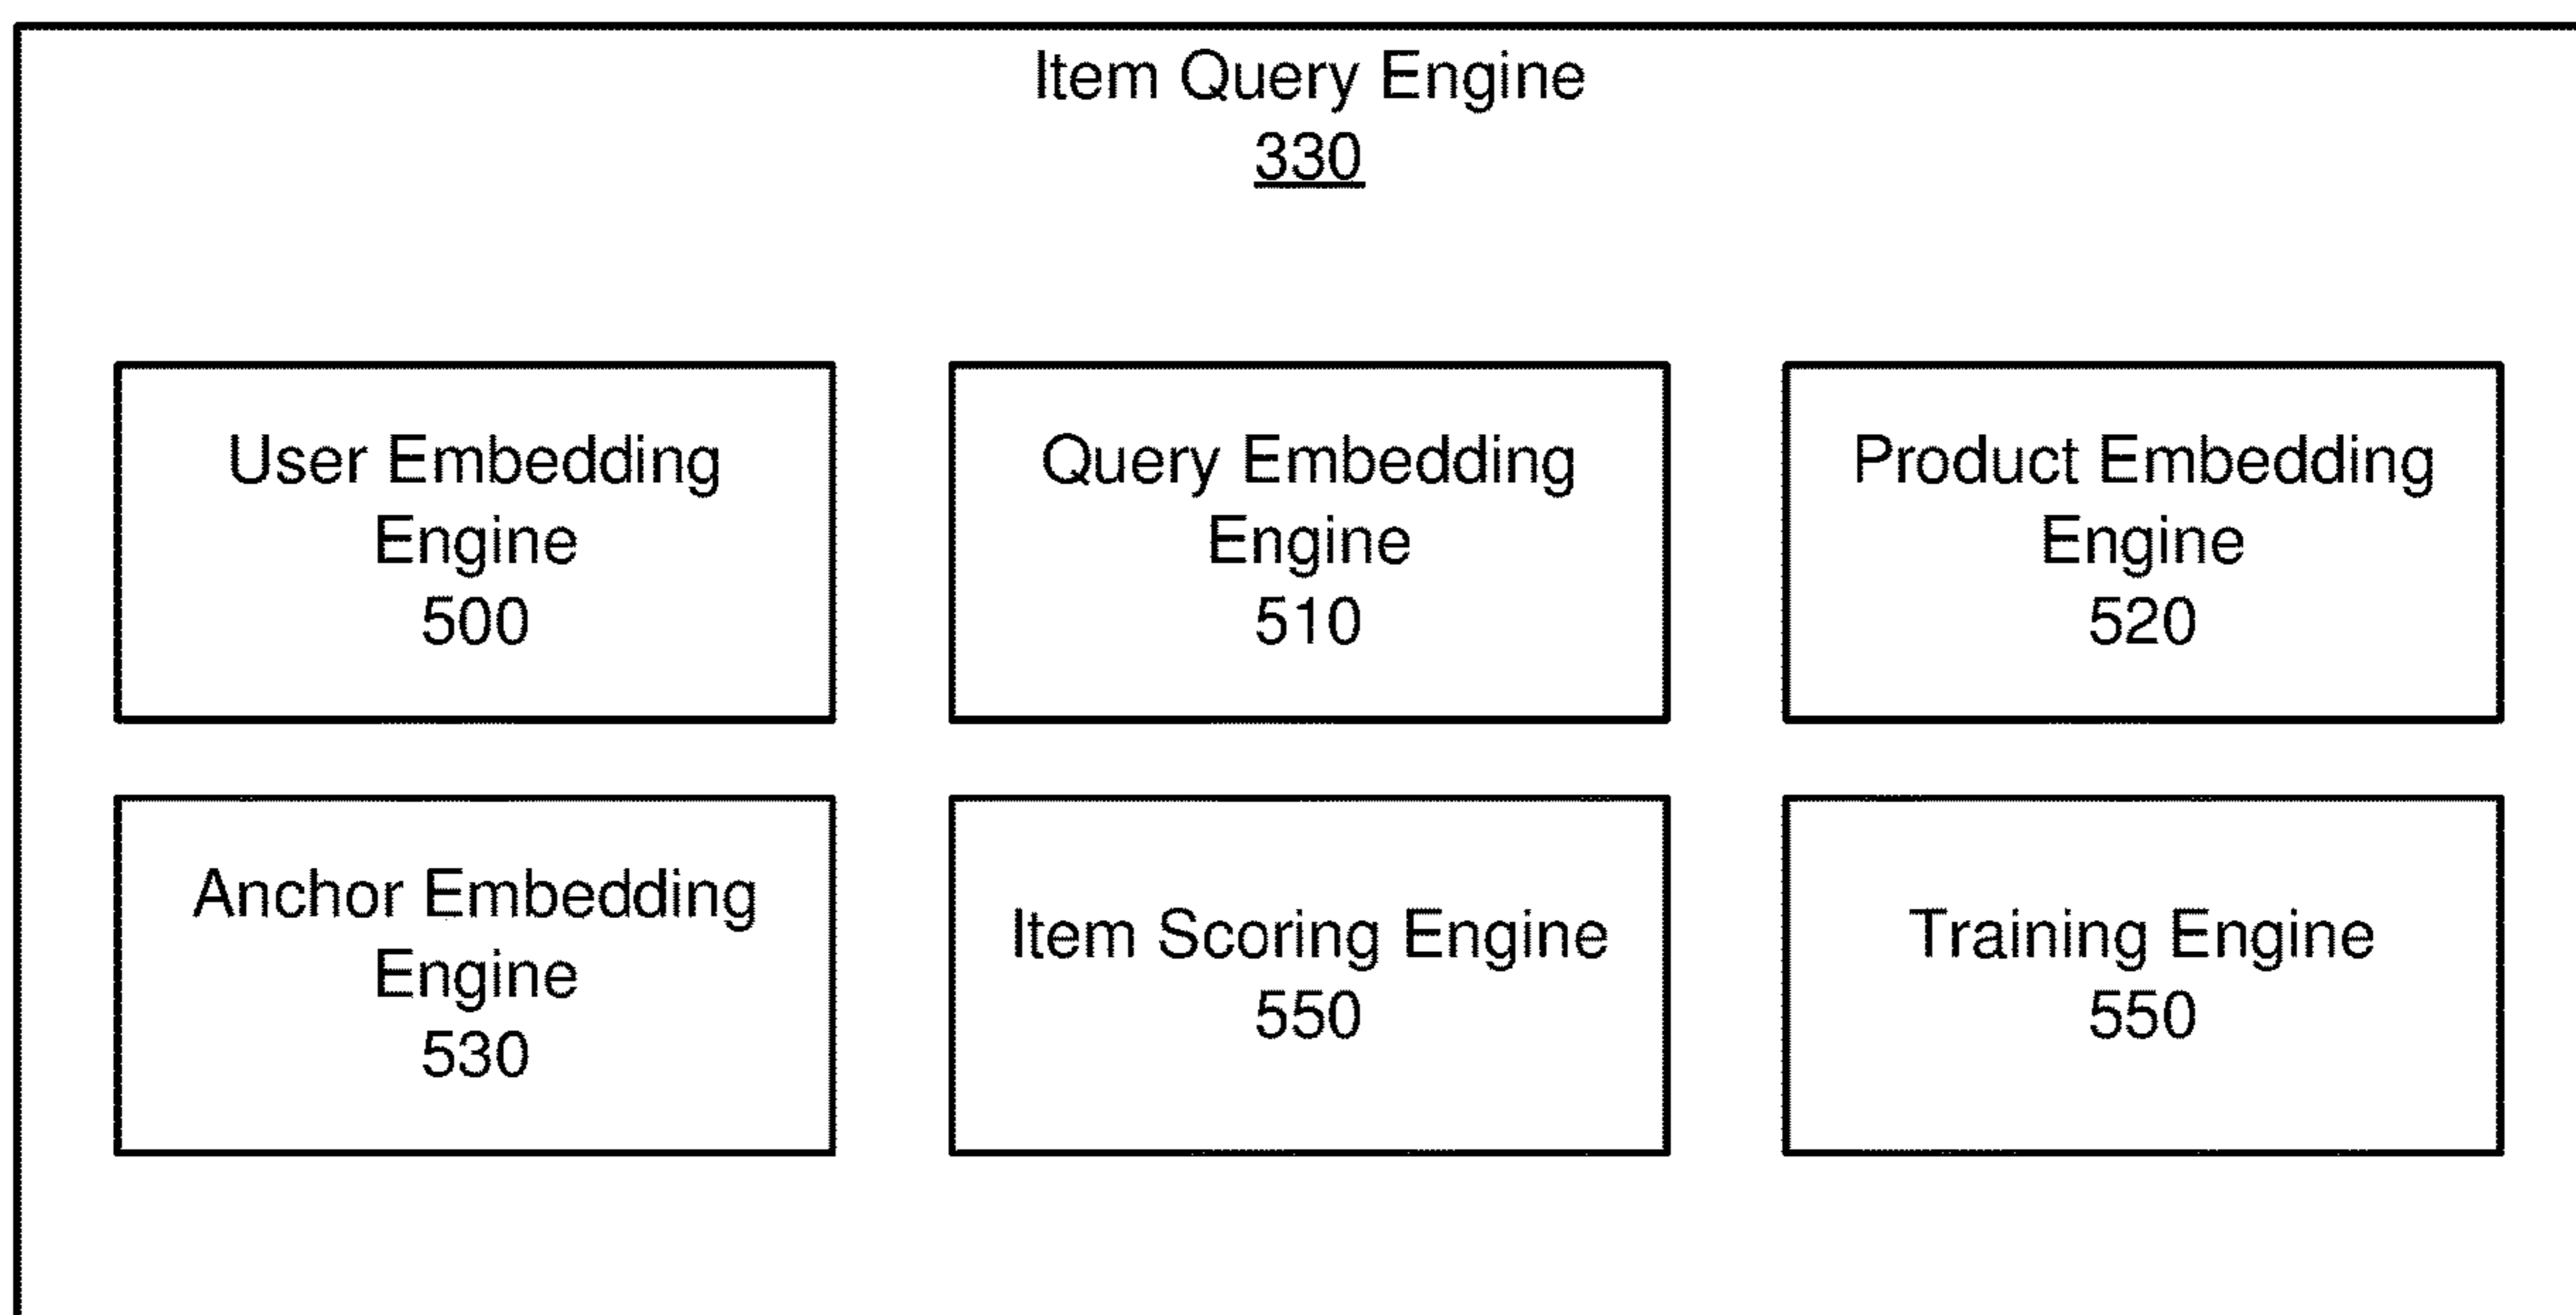 Item Query Engine
330
User Embedding
Engine
500
Query Embedding
Engine
510
Product Embedding
Engine
520
Anchor Embedding
Engine
530
Item Scoring Engine
550
Training Engine
550